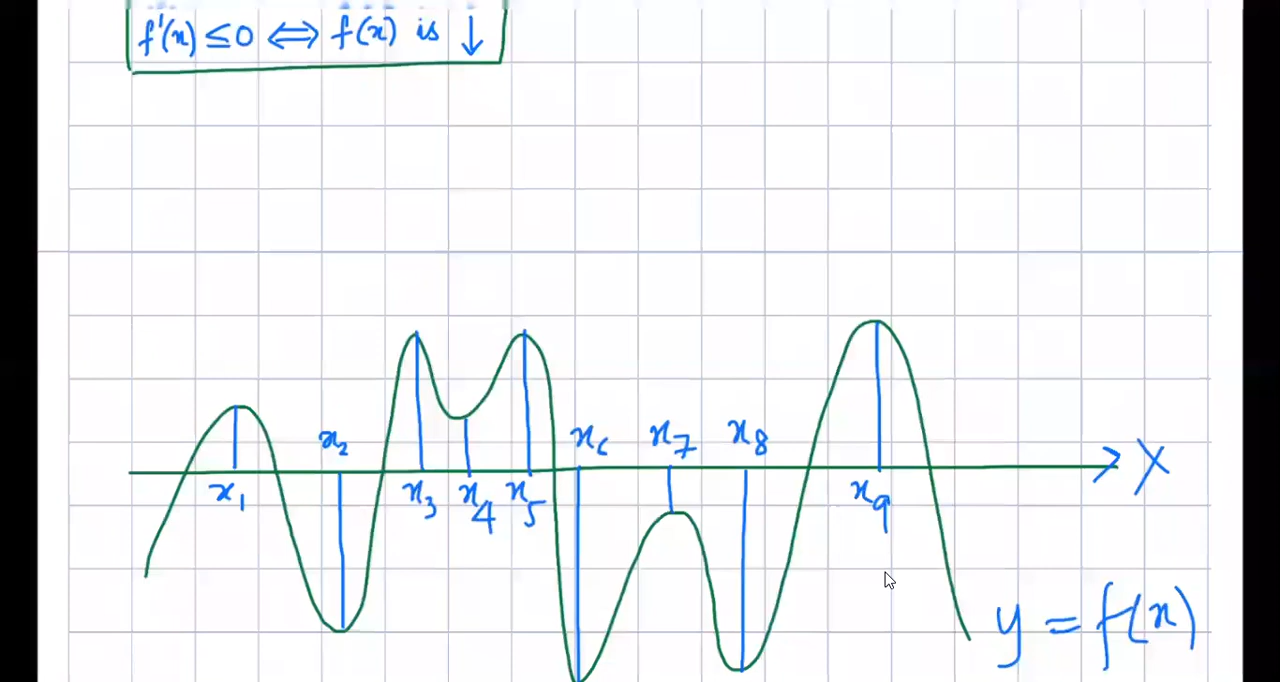 f'(x) ≤ 0 ⟺ f(x) is ↓
x₂ x₆ x₇ x₈
x₁ x₃ x₄ x₅ x₉ X
y = f(x)